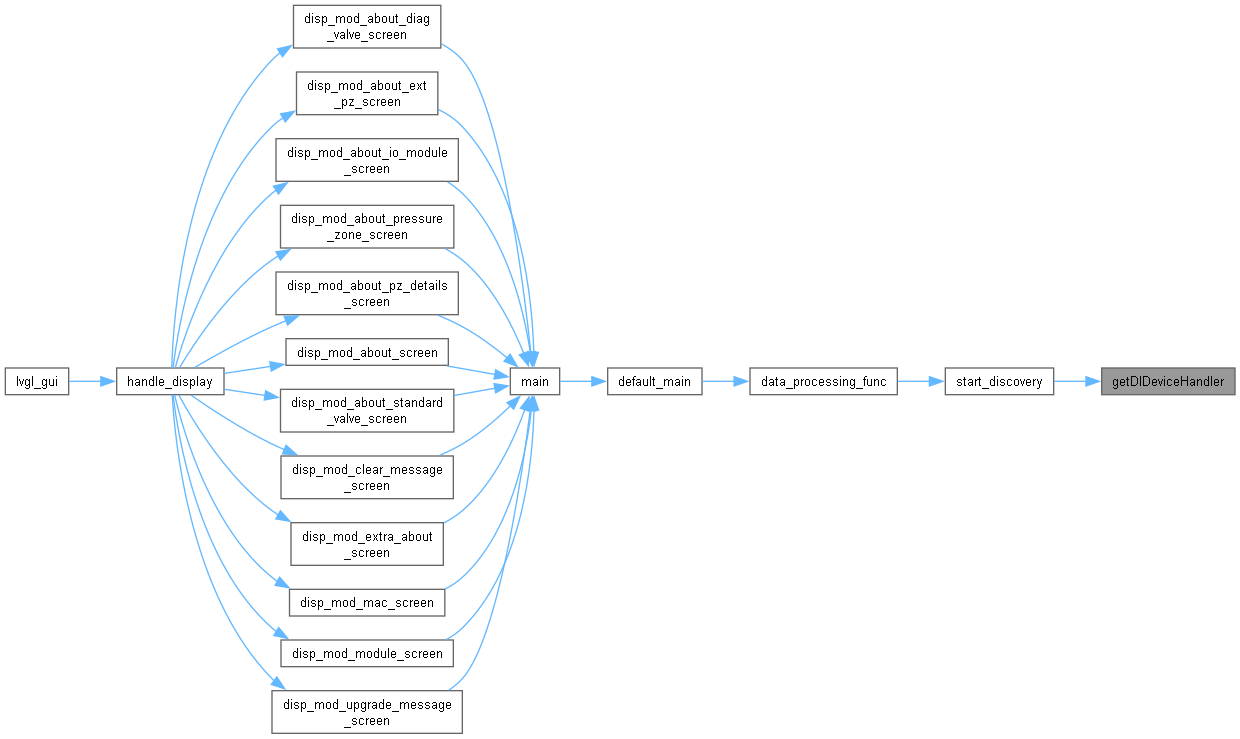 disp_mod_about_diag
_valve_screen
disp_mod_about_ext
_pz_screen
disp_mod_about_io_module
_screen
disp_mod_about_pressure
_zone_screen
disp_mod_about_pz_details
_screen
disp_mod_about_screen
lvgl_gui
handle_display
main
default_main
data_processing_func
start_discovery
getDIDeviceHandler
disp_mod_about_standard
_valve_screen
disp_mod_clear_message
_screen
disp_mod_extra_about
_screen
disp_mod_mac_screen
disp_mod_module_screen
disp_mod_upgrade_message
_screen